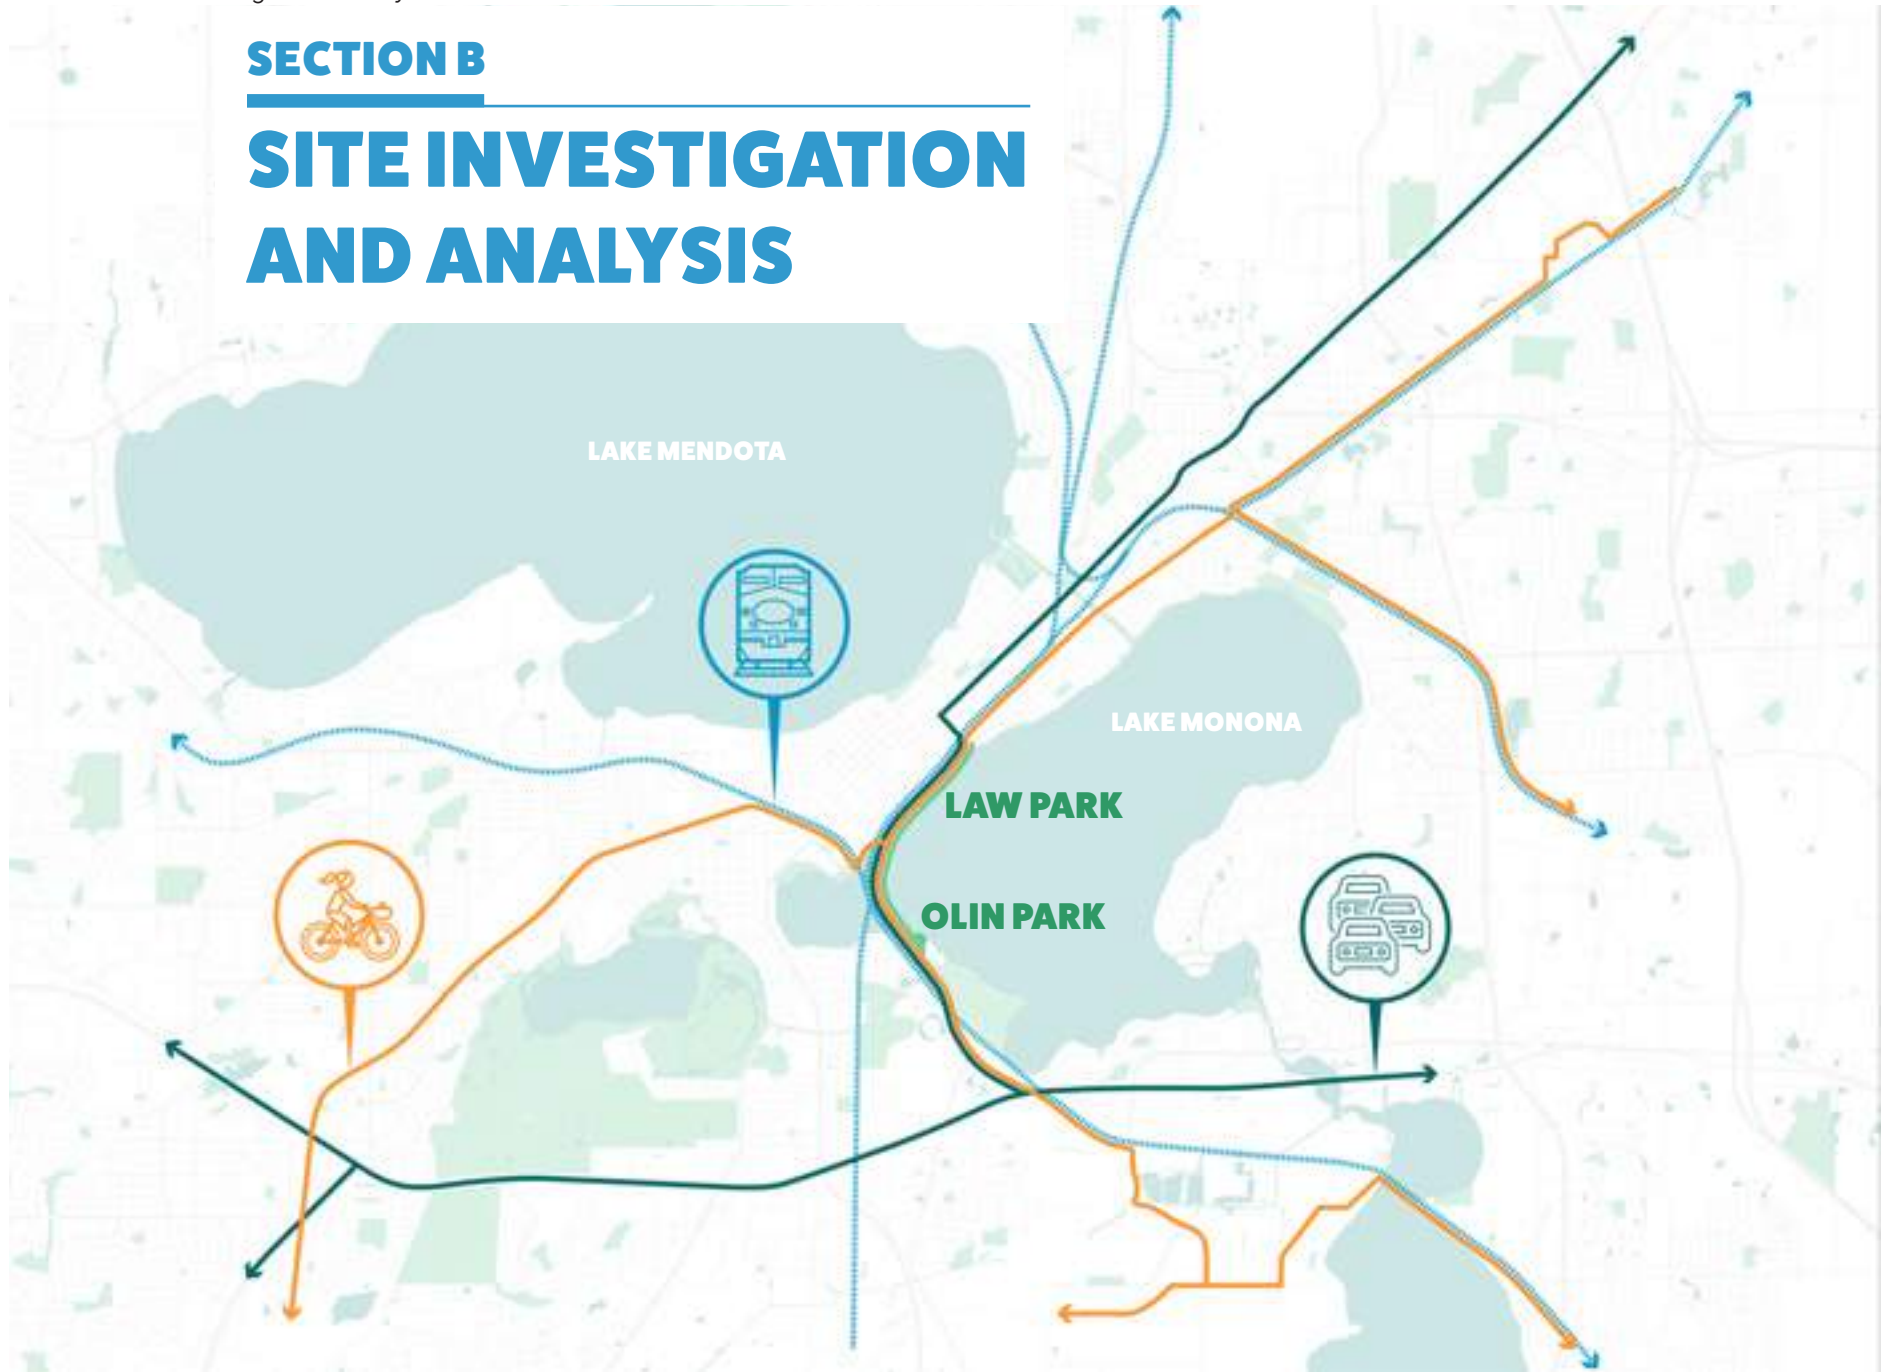 SECTION B
SITE INVESTIGATION
AND ANALYSIS
LAKE MENDOTA
LAKE MONONA
LAW PARK
OLIN PARK